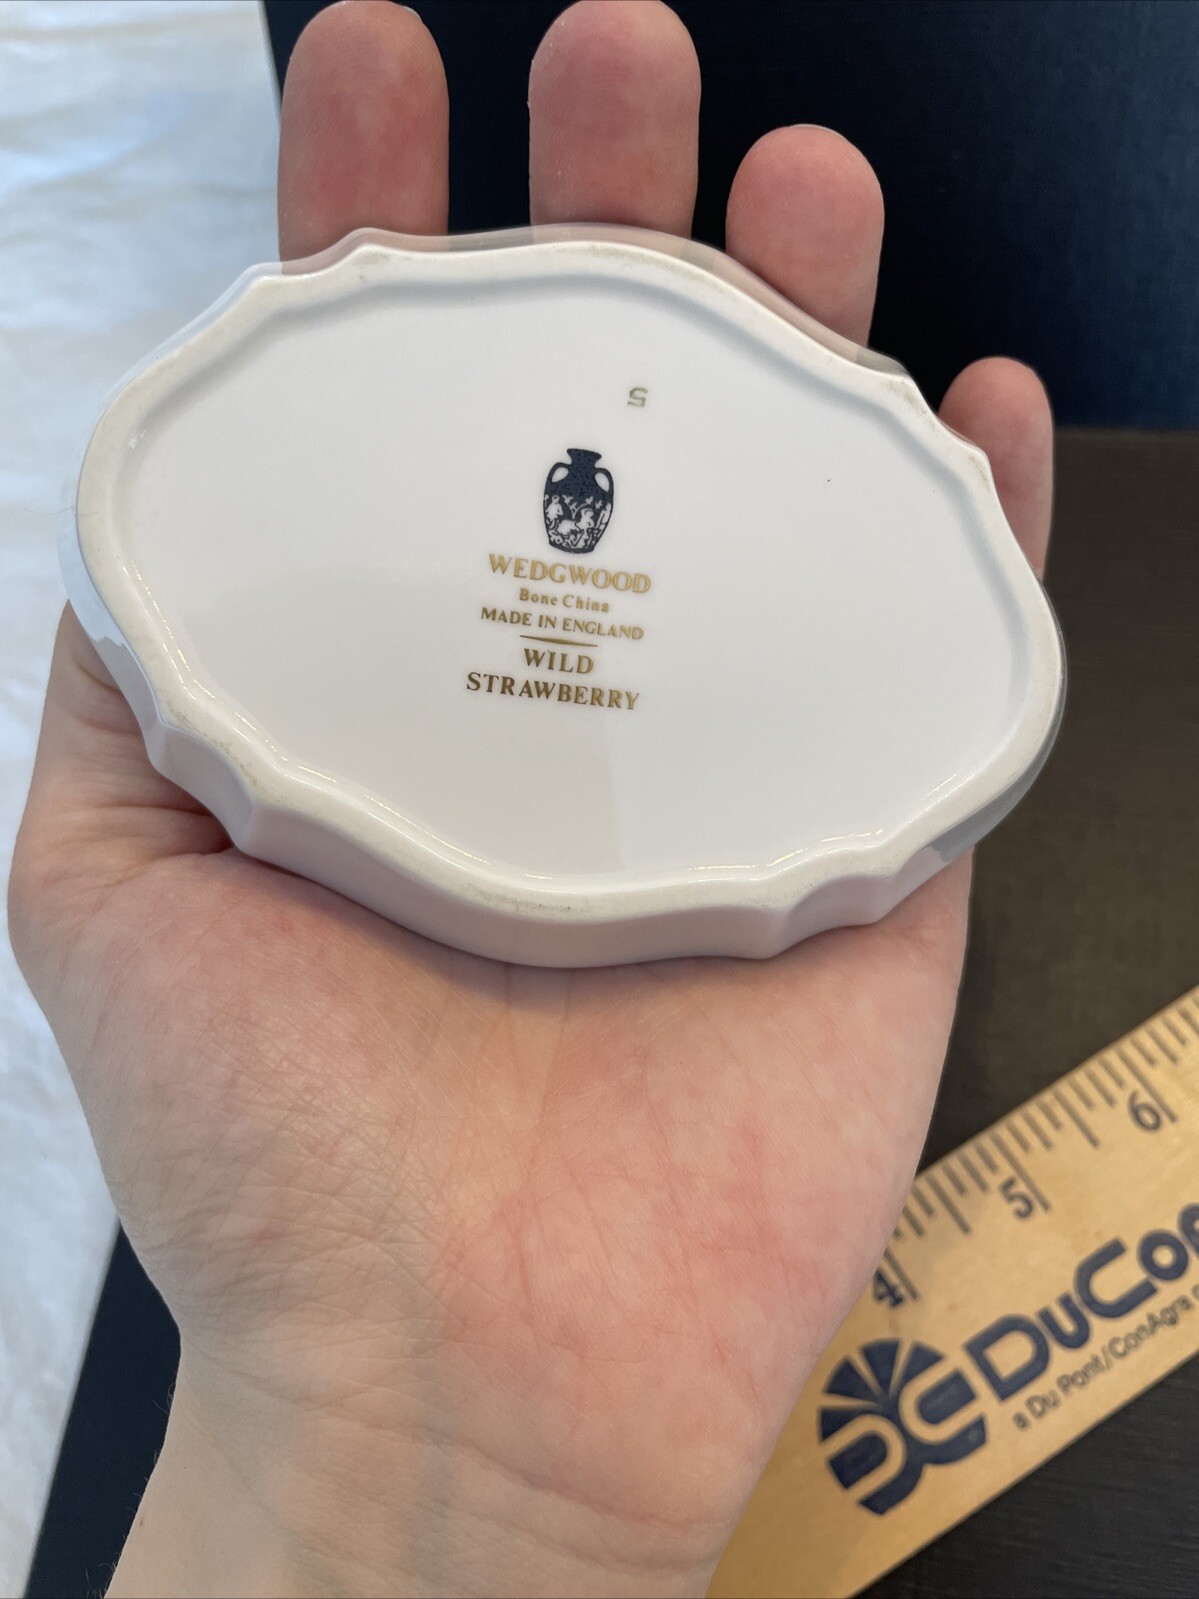 5
WEDGWOOD
Bone China
MADE IN ENGLAND
WILD
STRAWBERRY
4 5 6
DUCO
a Du Pont/ConAgra